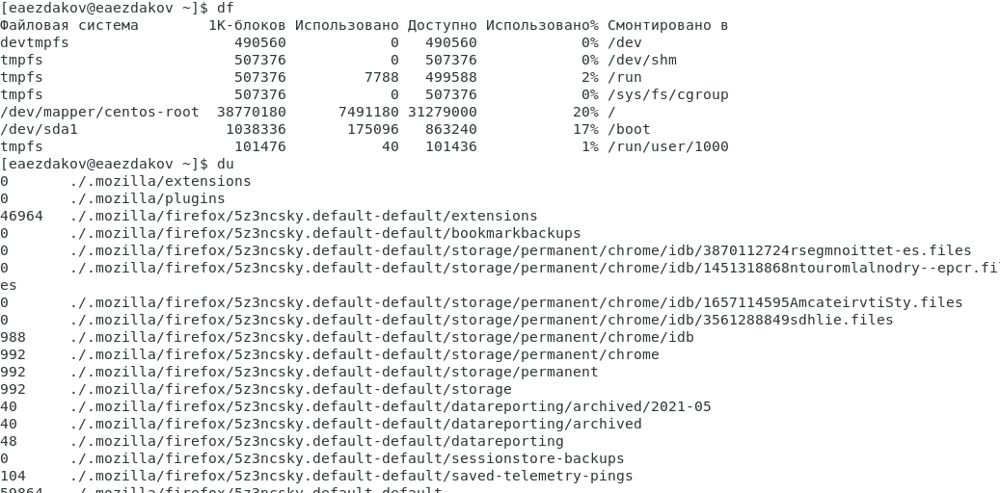 [eaezdakov@eaezdakov ~]$ df
Файловая система        1K-блоков Использовано Доступно Использовано% Смонтировано в
devtmpfs                   490560            0   490560            0% /dev
tmpfs                      507376            0   507376            0% /dev/shm
tmpfs                      507376         7788   499588            2% /run
tmpfs                      507376            0   507376            0% /sys/fs/cgroup
/dev/mapper/centos-root  38770180      7491180 31279000           20% /
/dev/sda1                 1038336       175096   863240           17% /boot
tmpfs                      101476           40   101436            1% /run/user/1000
[eaezdakov@eaezdakov ~]$ du
0       ./.mozilla/extensions
0       ./.mozilla/plugins
46964   ./.mozilla/firefox/5z3ncsky.default-default/extensions
0       ./.mozilla/firefox/5z3ncsky.default-default/bookmarkbackups
0       ./.mozilla/firefox/5z3ncsky.default-default/storage/permanent/chrome/idb/3870112724rsegmnoittet-es.files
0       ./.mozilla/firefox/5z3ncsky.default-default/storage/permanent/chrome/idb/1451318868ntouromlalnodry--epcr.fil
es
0       ./.mozilla/firefox/5z3ncsky.default-default/storage/permanent/chrome/idb/1657114595AmcateirvtiSty.files
0       ./.mozilla/firefox/5z3ncsky.default-default/storage/permanent/chrome/idb/3561288849sdhlie.files
988     ./.mozilla/firefox/5z3ncsky.default-default/storage/permanent/chrome/idb
992     ./.mozilla/firefox/5z3ncsky.default-default/storage/permanent/chrome
992     ./.mozilla/firefox/5z3ncsky.default-default/storage/permanent
992     ./.mozilla/firefox/5z3ncsky.default-default/storage
40      ./.mozilla/firefox/5z3ncsky.default-default/datareporting/archived/2021-05
40      ./.mozilla/firefox/5z3ncsky.default-default/datareporting/archived
48      ./.mozilla/firefox/5z3ncsky.default-default/datareporting
0       ./.mozilla/firefox/5z3ncsky.default-default/sessionstore-backups
104     ./.mozilla/firefox/5z3ncsky.default-default/saved-telemetry-pings
59864   ./.mozilla/firefox/5z3ncsky.default-default